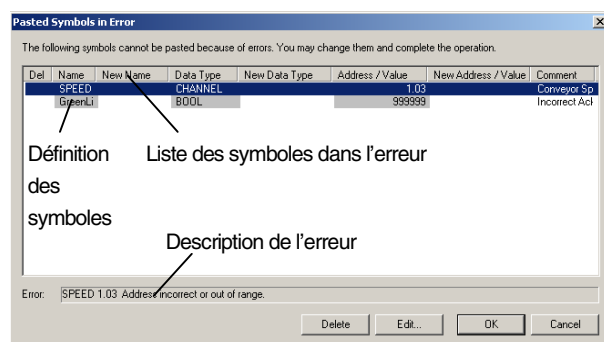 Pasted Symbols in Error
The following symbols cannot be pasted because of errors. You may change them and complete the operation.
Del Name New Name Data Type New Data Type Address / Value New Address / Value Comment
SPEED CHANNEL 1.03 Conveyor Sp
GreenLi BOOL 999999 Incorrect Ack
Définition des symboles
Liste des symboles dans l'erreur
Description de l'erreur
Error: SPEED 1.03 Address incorrect or out of range.
Delete Edit... OK Cancel